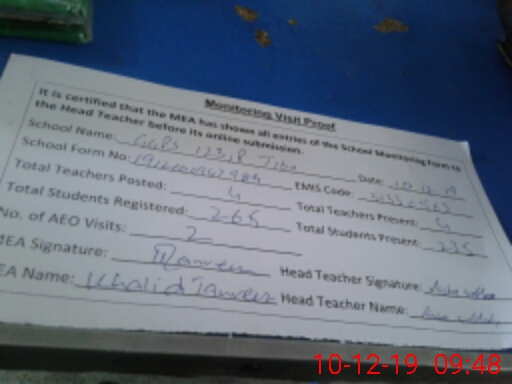 Monitoring Visit Proof
It is certified that the MEA has shown all entries of the School Monitoring form to
the Head Teacher before its online submission.
School Name: GGPS Date: 10-12-19
School Form No: EMIS Code:
Total Teachers Posted: 4 Total Teachers Present: 4
Total Students Registered: 265 Total Students Present: 235
No. of AEO Visits: 2
MEA Signature: Head Teacher Signature:
EA Name: Khalid Tanveer Head Teacher Name:
10-12-19 09:48